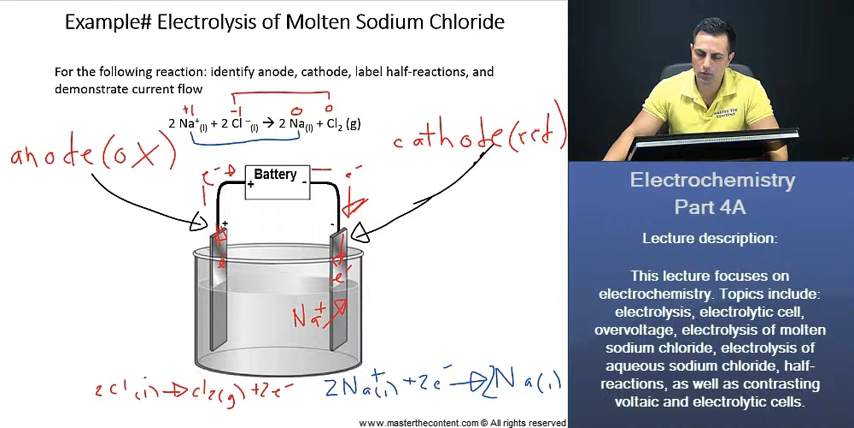 Example# Electrolysis of Molten Sodium Chloride
For the following reaction: identify anode, cathode, label half-reactions, and
demonstrate current flow
+1 -1 0 0
2 Na⁺(l) + 2 Cl⁻(l) → 2 Na(l) + Cl₂ (g)
anode (ox) cathode (red)
e⁻ → Battery e⁻
+ -
+ -
e e⁻
Na⁺
2Cl⁻(l) → Cl₂(g) + 2e⁻ 2Na⁺(l) + 2e⁻ → 2Na(l)
www.masterthecontent.com © All rights reserved
MASTER THE
CONTENT
Electrochemistry
Part 4A
Lecture description:
This lecture focuses on
electrochemistry. Topics include:
electrolysis, electrolytic cell,
overvoltage, electrolysis of molten
sodium chloride, electrolysis of
aqueous sodium chloride, half-
reactions, as well as contrasting
voltaic and electrolytic cells.